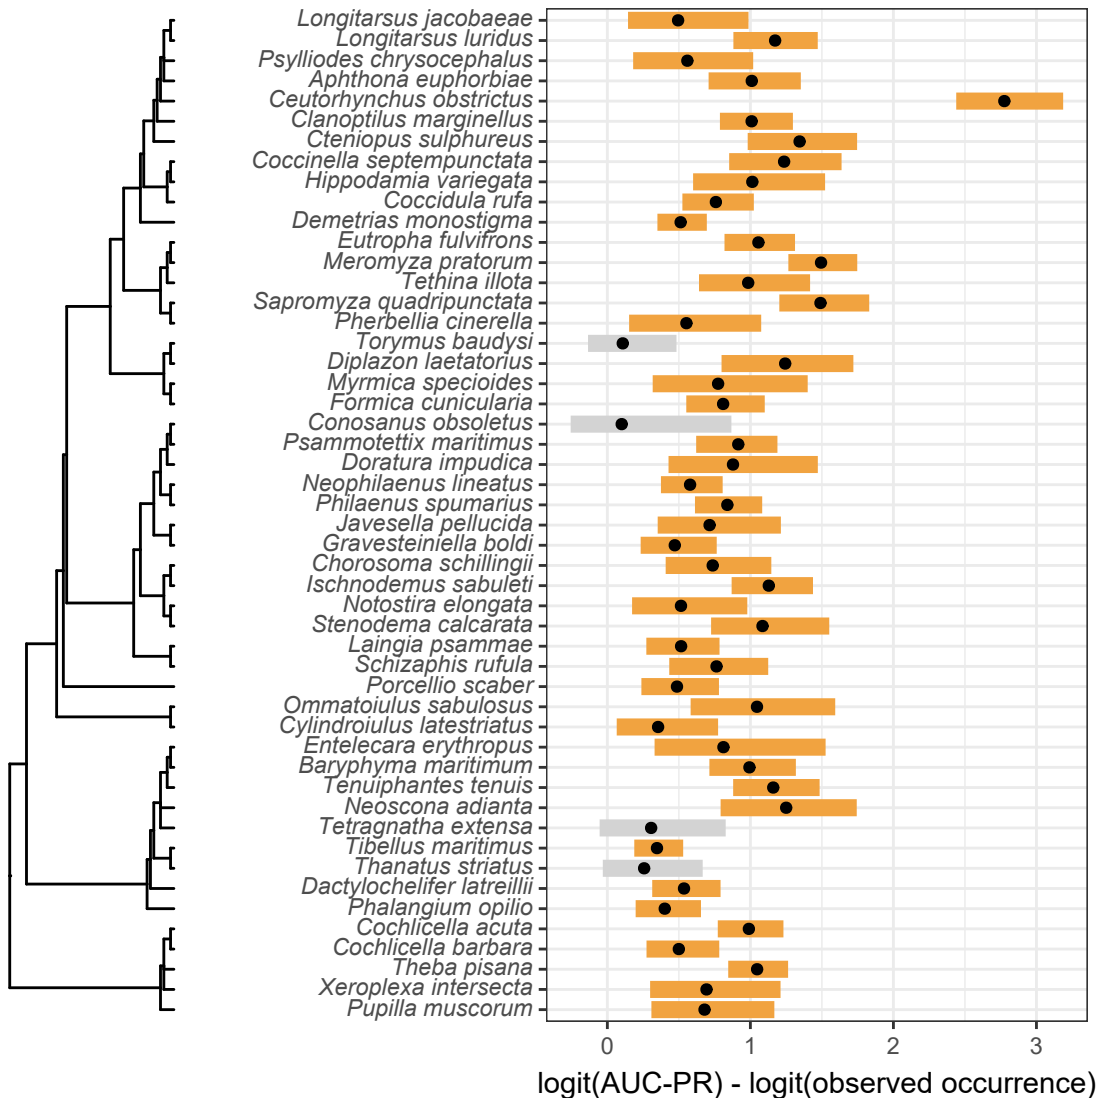 Longitarsus jacobaeae
Longitarsus luridus
Psylliodes chrysocephalus
Aphthona euphorbiae
Ceutorhynchus obstrictus
Clanoptilus marginellus
Cteniopus sulphureus
Coccinella septempunctata
Hippodamia variegata
Coccidula rufa
Demetrias monostigma
Eutropha fulvifrons
Meromyza pratorum
Tethina illota
Sapromyza quadripunctata
Pherbellia cinerella
Torymus baudysi
Diplazon laetatorius
Myrmica specioides
Formica cunicularia
Conosanus obsoletus
Psammotettix maritimus
Doratura impudica
Neophilaenus lineatus
Philaenus spumarius
Javesella pellucida
Gravesteiniella boldi
Chorosoma schillingii
Ischnodemus sabuleti
Notostira elongata
Stenodema calcarata
Laingia psammae
Schizaphis rufula
Porcellio scaber
Ommatoiulus sabulosus
Cylindroiulus latestriatus
Entelecara erythropus
Baryphyma maritimum
Tenuiphantes tenuis
Neoscona adianta
Tetragnatha extensa
Tibellus maritimus
Thanatus striatus
Dactylochelifer latreillii
Phalangium opilio
Cochlicella acuta
Cochlicella barbara
Theba pisana
Xeroplexa intersecta
Pupilla muscorum
0 1 2 3
logit(AUC-PR) - logit(observed occurrence)